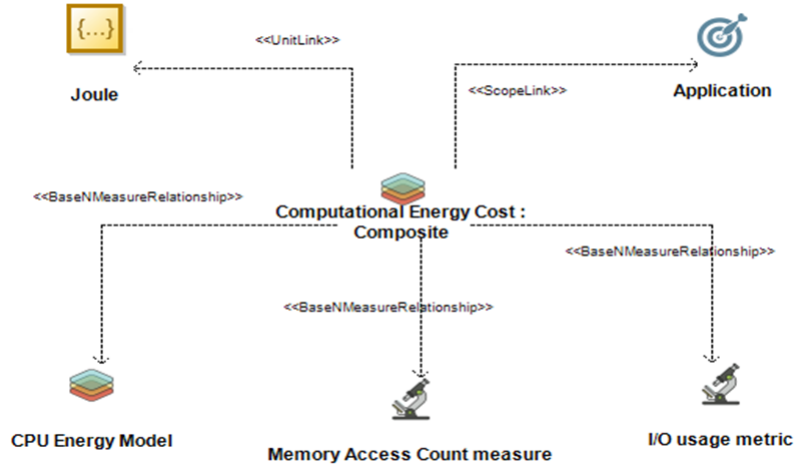 {...}
<<UnitLink>>
Joule
<<ScopeLink>>
Application
<<BaseNMeasureRelationship>>
Computational Energy Cost :
Composite
<<BaseNMeasureRelationship>>
<<BaseNMeasureRelationship>>
CPU Energy Model
Memory Access Count measure
I/O usage metric